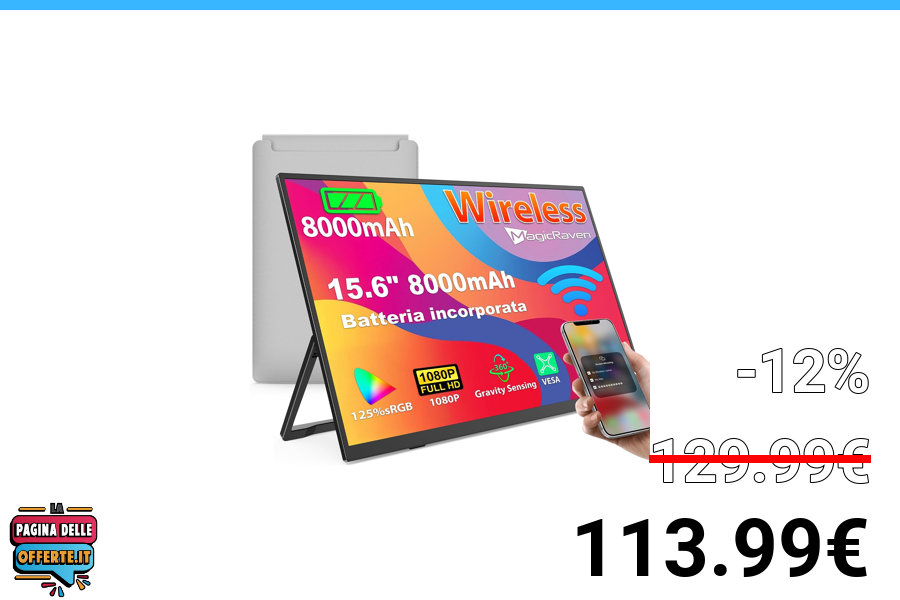 8000mAh
Wireless
MagicRaven
15.6" 8000mAh
Batteria incorporata
125%sRGB
1080P
FULL HD
1080P
360°
Gravity Sensing
VESA
-12%
129.99€
113.99€
LA
PAGINA DELLE
OFFERTE.IT